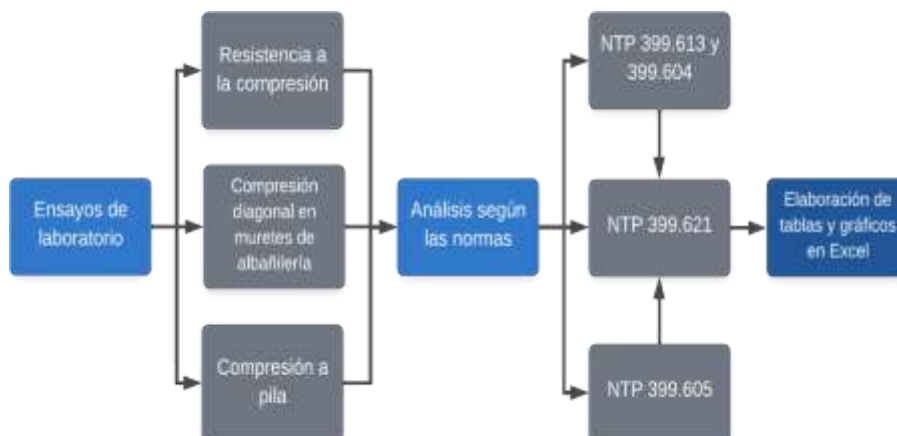 Ensayos de
laboratorio
Resistencia a
la compresión
Compresión
diagonal en
muretes de
albañilería
Compresión a
pila.
Análisis según
las normas
NTP 399.613 y
399.604
NTP 399.621
NTP 399.605
Elaboración de
tablas y gráficos
en Excel